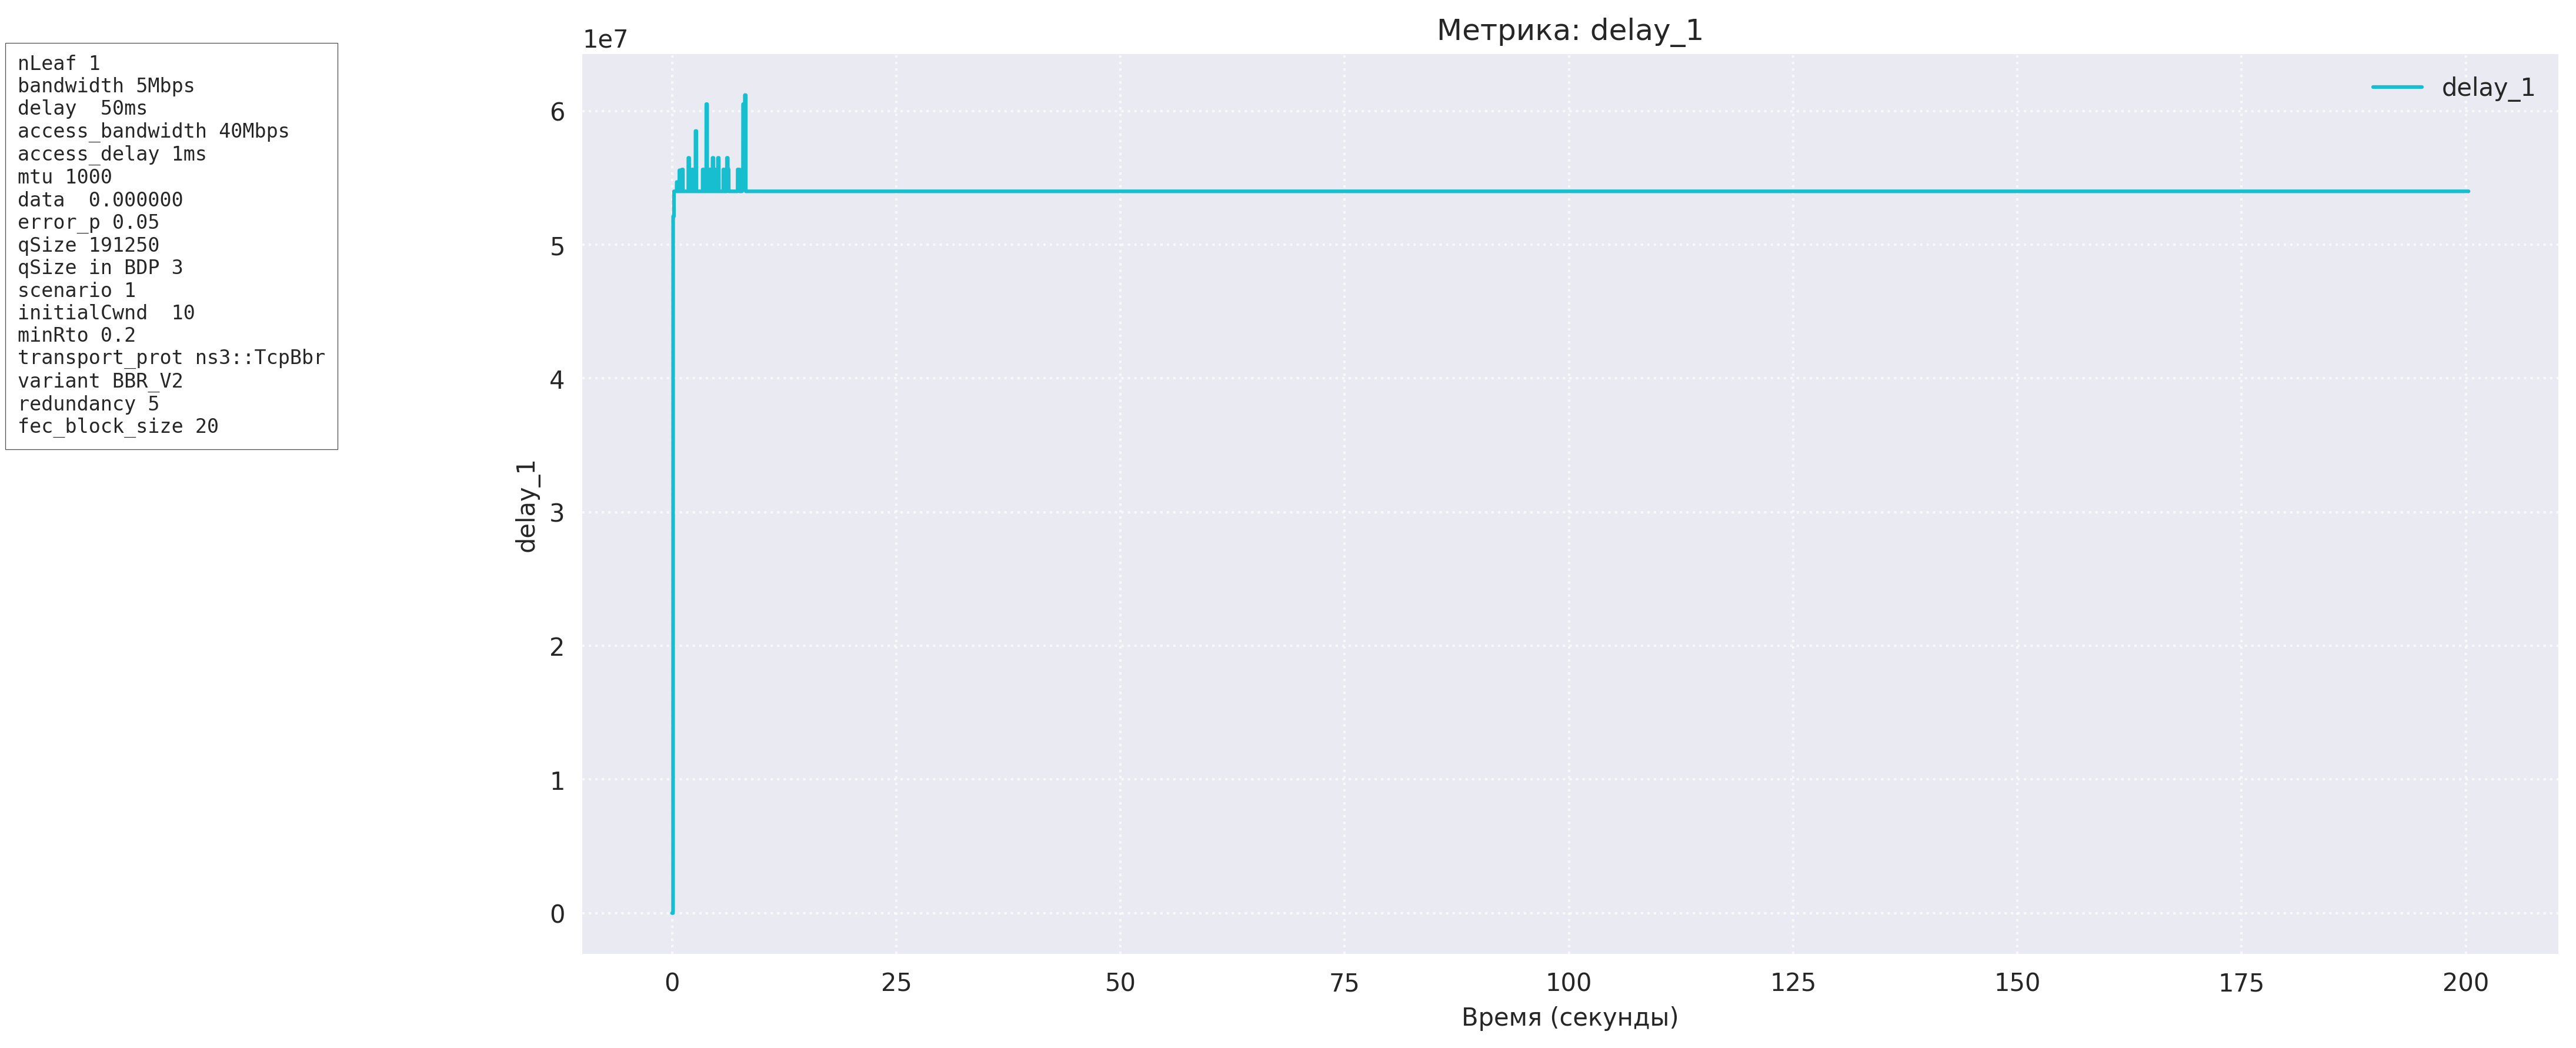 nLeaf 1
bandwidth 5Mbps
delay  50ms
access_bandwidth 40Mbps
access_delay 1ms
mtu 1000
data  0.000000
error_p 0.05
qSize 191250
qSize in BDP 3
scenario 1
initialCwnd  10
minRto 0.2
transport_prot ns3::TcpBbr
variant BBR_V2
redundancy 5
fec_block_size 20
Метрика: delay_1
1e7
delay_1
6
5
4
3
2
1
0
delay_1
0 25 50 75 100 125 150 175 200
Время (секунды)